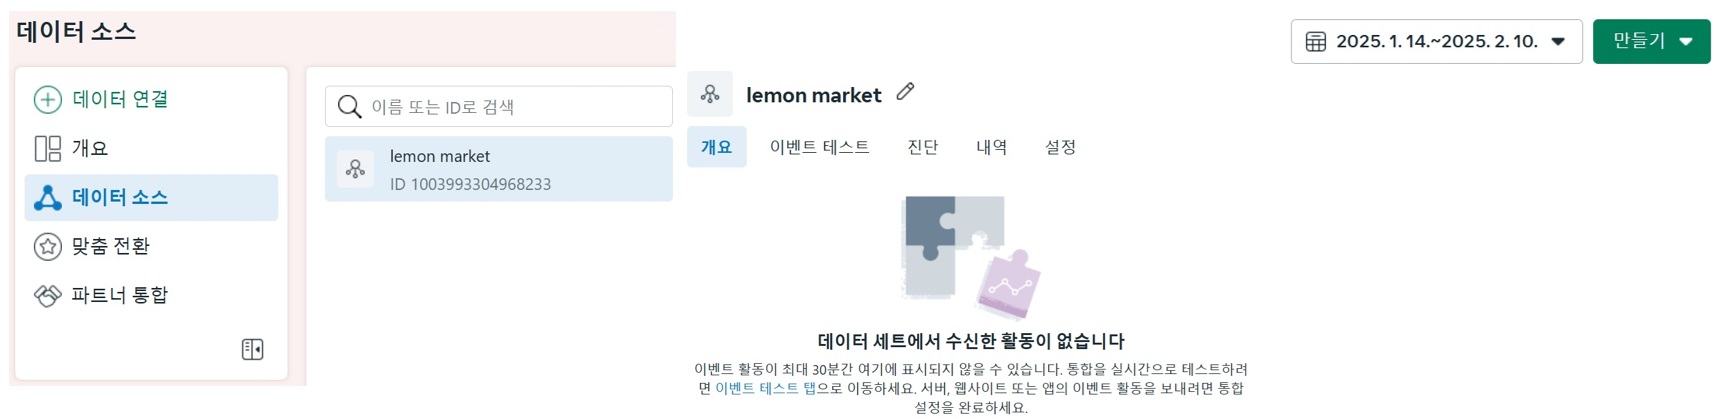 데이터 소스
데이터 연결
개요
데이터 소스
맞춤 전환
파트너 통합
이름 또는 ID로 검색
lemon market
ID 1003993304968233
2025. 1. 14.~2025. 2. 10.
만들기
lemon market
개요 이벤트 테스트 진단 내역 설정
데이터 세트에서 수신한 활동이 없습니다
이벤트 활동이 최대 30분간 여기에 표시되지 않을 수 있습니다. 통합을 실시간으로 테스트하려
면 이벤트 테스트 탭으로 이동하세요. 서버, 웹사이트 또는 앱의 이벤트 활동을 보내려면 통합
설정을 완료하세요.